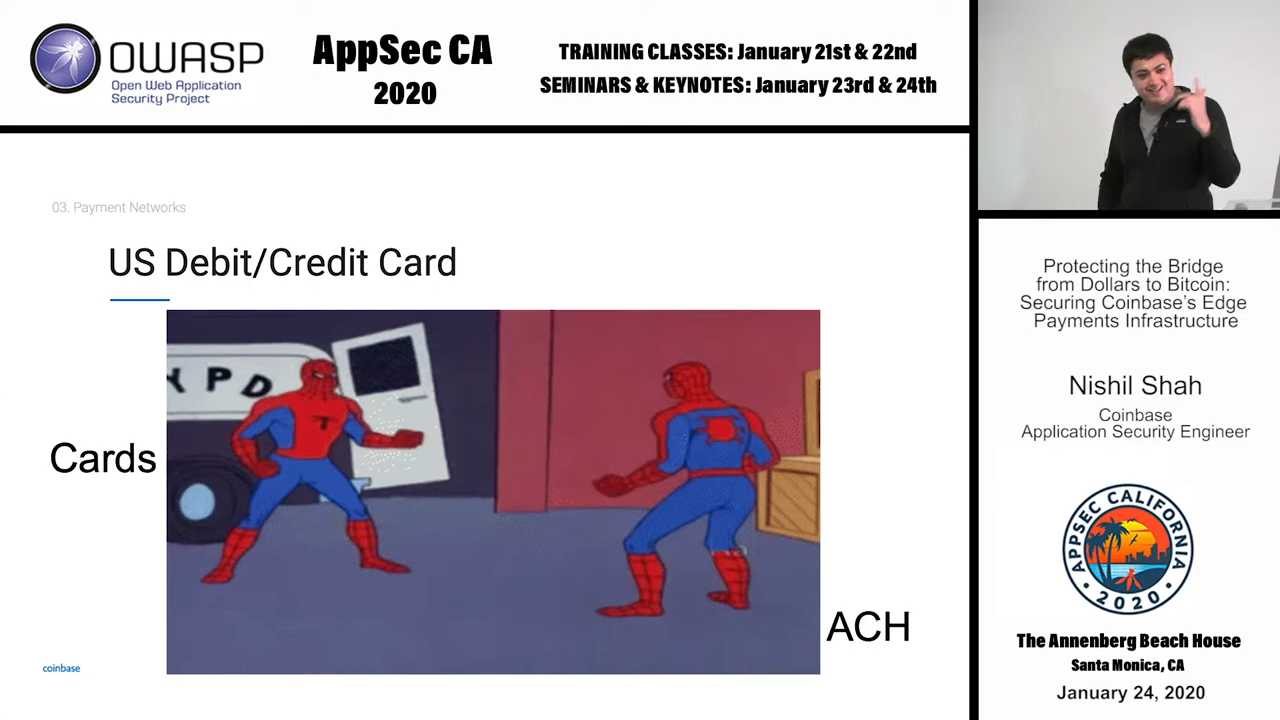 OWASP
Open Web Application
Security Project
AppSec CA
2020
TRAINING CLASSES: January 21st & 22nd
SEMINARS & KEYNOTES: January 23rd & 24th
03. Payment Networks
US Debit/Credit Card
YPD
Cards
ACH
coinbase
Protecting the Bridge
from Dollars to Bitcoin:
Securing Coinbase's Edge
Payments Infrastructure
Nishil Shah
Coinbase
Application Security Engineer
APPSEC CALIFORNIA
• 2020 •
The Annenberg Beach House
Santa Monica, CA
January 24, 2020